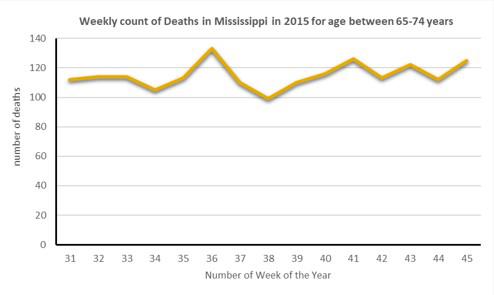 Weekly count of Deaths in Mississippi in 2015 for age between 65-74 years
number of deaths
140
120
100
80
60
40
20
0
31 32 33 34 35 36 37 38 39 40 41 42 43 44 45
Number of Week of the Year